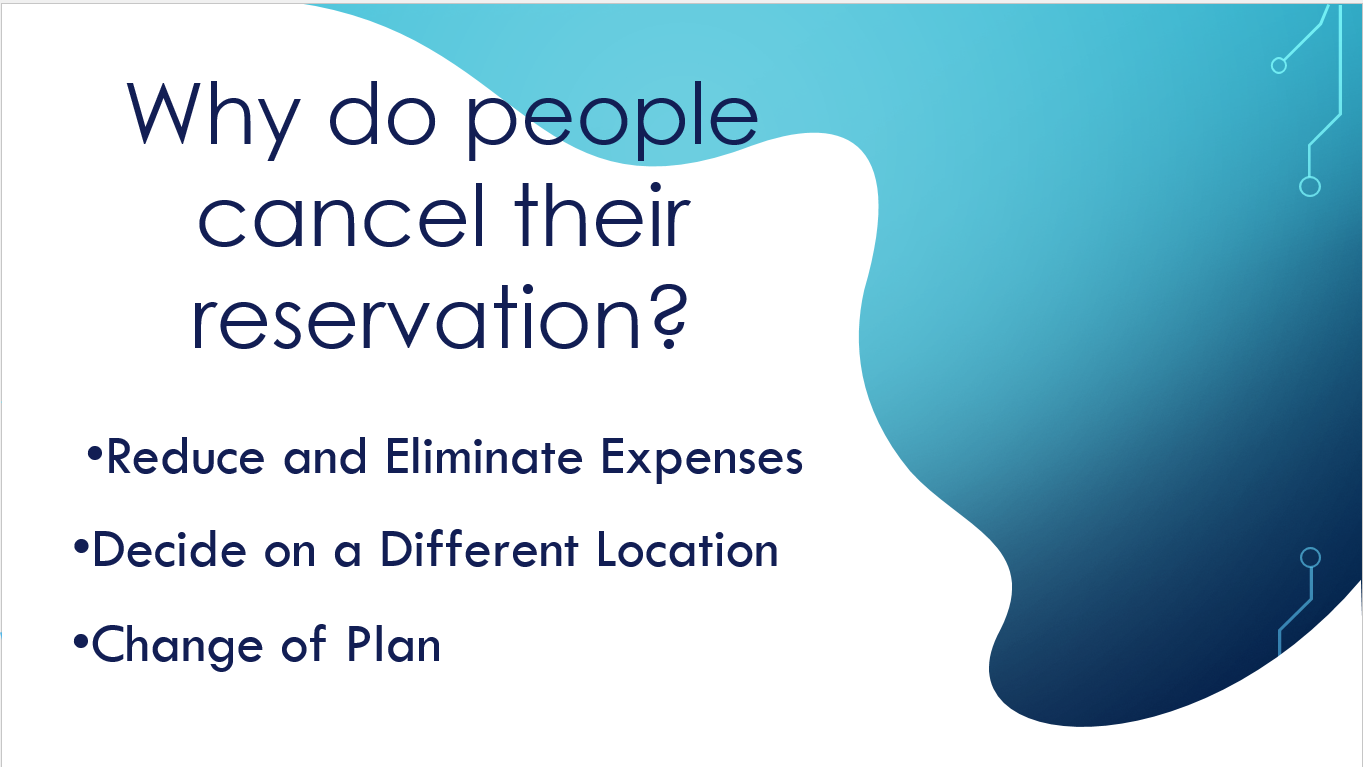 Why do people
cancel their
reservation?
•Reduce and Eliminate Expenses
•Decide on a Different Location
•Change of Plan